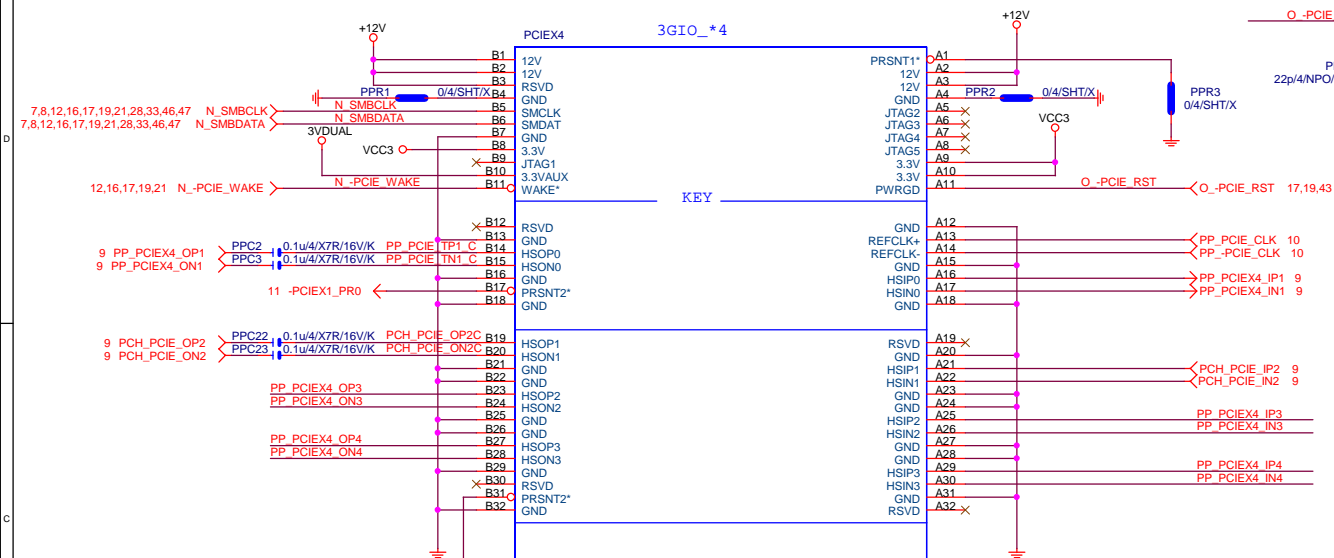 O_-PCIE
+12V
+12V
PCIEX4
3GIO_*4
B1 12V PRSNT1* A1
B2 12V 12V A2
B3 RSVD 12V A3
PPR1 0/4/SHT/X B4 GND GND A4 PPR2 0/4/SHT/X
PPR3
0/4/SHT/X
22p/4/NPO/
7,8,12,16,17,19,21,28,33,46,47 N_SMBCLK N_SMBCLK B5 SMCLK JTAG2 A5
7,8,12,16,17,19,21,28,33,46,47 N_SMBDATA N_SMBDATA B6 SMDAT JTAG3 A6
D
3VDUAL
VCC3
B7 GND JTAG4 A7
VCC3 B8 3.3V JTAG5 A8
B9 JTAG1 3.3V A9
B10 3.3VAUX 3.3V A10
12,16,17,19,21 N_-PCIE_WAKE N_-PCIE_WAKE B11 WAKE* PWRGD A11 O_-PCIE_RST O_-PCIE_RST 17,19,43
KEY
B12 RSVD GND A12
B13 GND REFCLK+ A13 PP_PCIE_CLK 10
9 PP_PCIEX4_OP1 PPC2 0.1u/4/X7R/16V/K PP_PCIE_TP1_C B14 HSOP0 REFCLK- A14 PP_-PCIE_CLK 10
9 PP_PCIEX4_ON1 PPC3 0.1u/4/X7R/16V/K PP_PCIE_TN1_C B15 HSON0 GND A15
B16 GND HSIP0 A16 PP_PCIEX4_IP1 9
11 -PCIEX1_PR0 B17 PRSNT2* HSIN0 A17 PP_PCIEX4_IN1 9
B18 GND GND A18
9 PCH_PCIE_OP2 PPC22 0.1u/4/X7R/16V/K PCH_PCIE_OP2C B19 HSOP1 RSVD A19
9 PCH_PCIE_ON2 PPC23 0.1u/4/X7R/16V/K PCH_PCIE_ON2C B20 HSON1 GND A20
B21 GND HSIP1 A21 PCH_PCIE_IP2 9
B22 GND HSIN1 A22 PCH_PCIE_IN2 9
PP_PCIEX4_OP3 B23 HSOP2 GND A23
PP_PCIEX4_ON3 B24 HSON2 GND A24
B25 GND HSIP2 A25 PP_PCIEX4_IP3
B26 GND HSIN2 A26 PP_PCIEX4_IN3
PP_PCIEX4_OP4 B27 HSOP3 GND A27
PP_PCIEX4_ON4 B28 HSON3 GND A28
B29 GND HSIP3 A29 PP_PCIEX4_IP4
B30 RSVD HSIN3 A30 PP_PCIEX4_IN4
B31 PRSNT2* GND A31
B32 GND RSVD A32
C